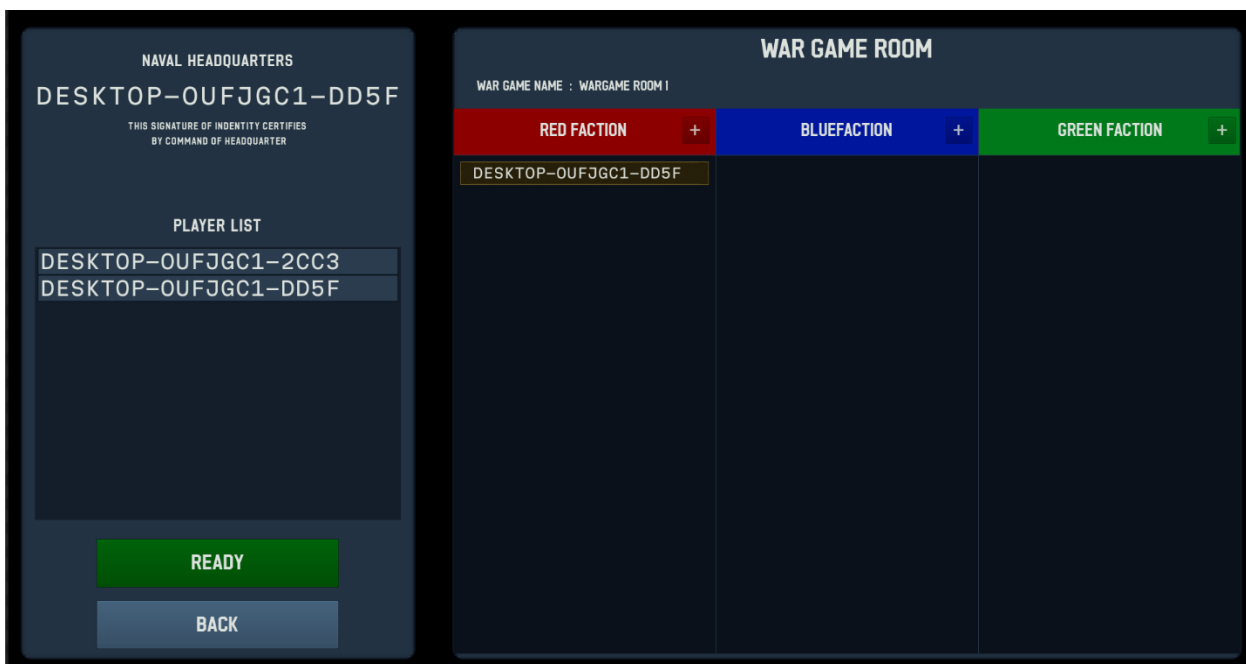 NAVAL HEADQUARTERS
DESKTOP-OUFJGC1-DD5F
THIS SIGNATURE OF INDENTITY CERTIFIES
BY COMMAND OF HEADQUARTER
PLAYER LIST
DESKTOP-OUFJGC1-2CC3
DESKTOP-OUFJGC1-DD5F
READY
BACK
WAR GAME ROOM
WAR GAME NAME : WARGAME ROOM 1
RED FACTION +
BLUEFACTION +
GREEN FACTION +
DESKTOP-OUFJGC1-DD5F